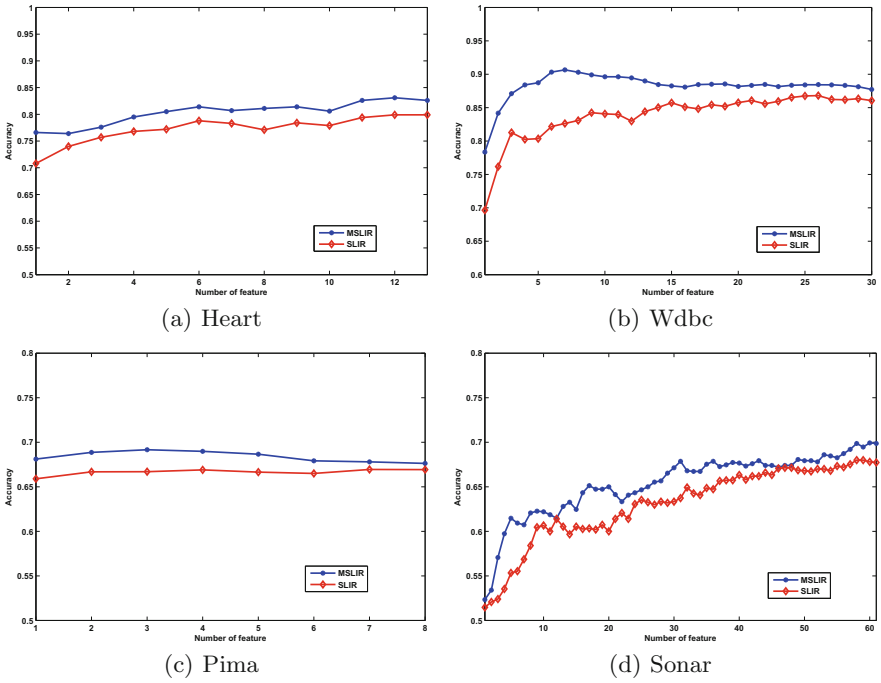 1
0.95
0.9
0.85
0.8
0.75
0.7
0.65
0.6
0.55
0.5
Accuracy
2 4 6 8 10 12
Number of feature
MSLIR
SLIR
(a) Heart
1
0.95
0.9
0.85
0.8
0.75
0.7
0.65
0.6
Accuracy
5 10 15 20 25 30
Number of feature
MSLIR
SLIR
(b) Wdbc
0.8
0.75
0.7
0.65
0.6
0.55
0.5
Accuracy
1 2 3 4 5 6 7 8
Number of feature
MSLIR
SLIR
(c) Pima
0.8
0.75
0.7
0.65
0.6
0.55
0.5
Accuracy
10 20 30 40 50 60
Number of feature
MSLIR
SLIR
(d) Sonar